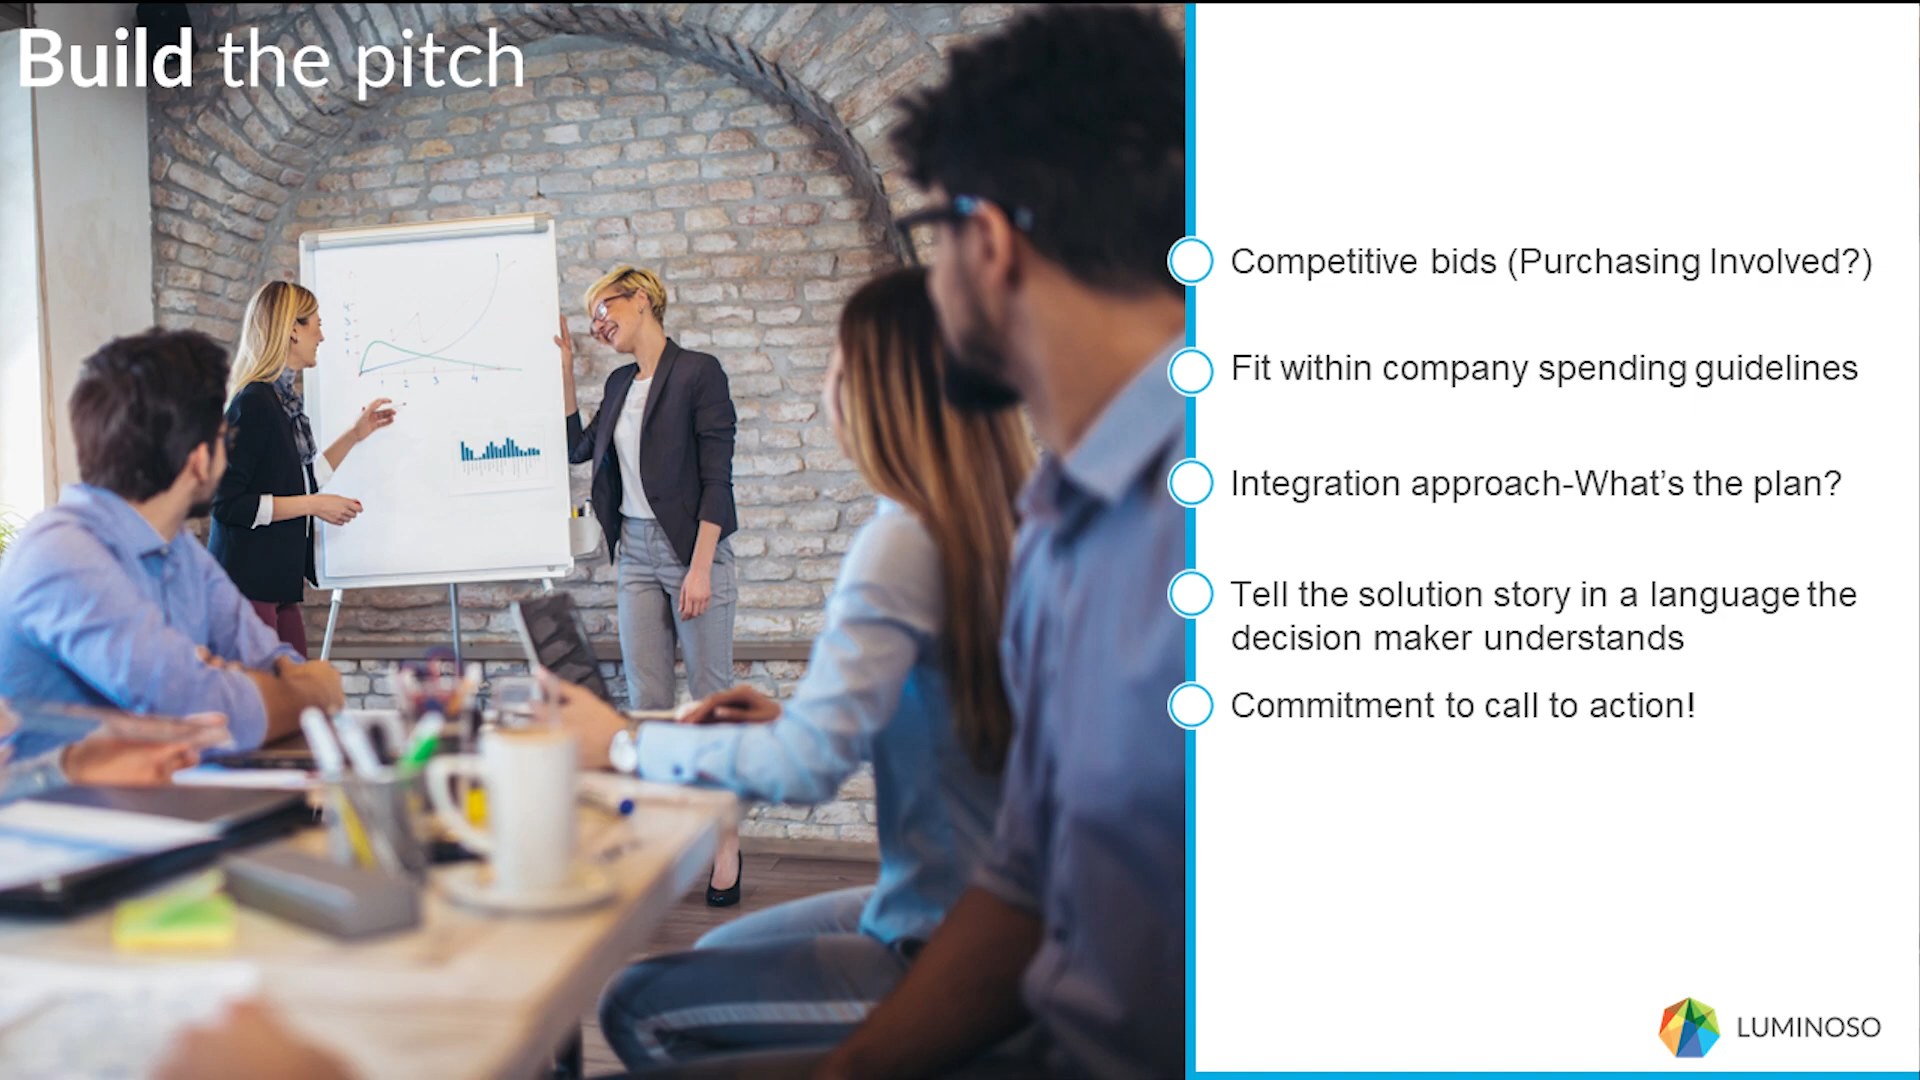 Build the pitch
Competitive bids (Purchasing Involved?)
Fit within company spending guidelines
Integration approach-What’s the plan?
Tell the solution story in a language the
decision maker understands
Commitment to call to action!
LUMINOSO